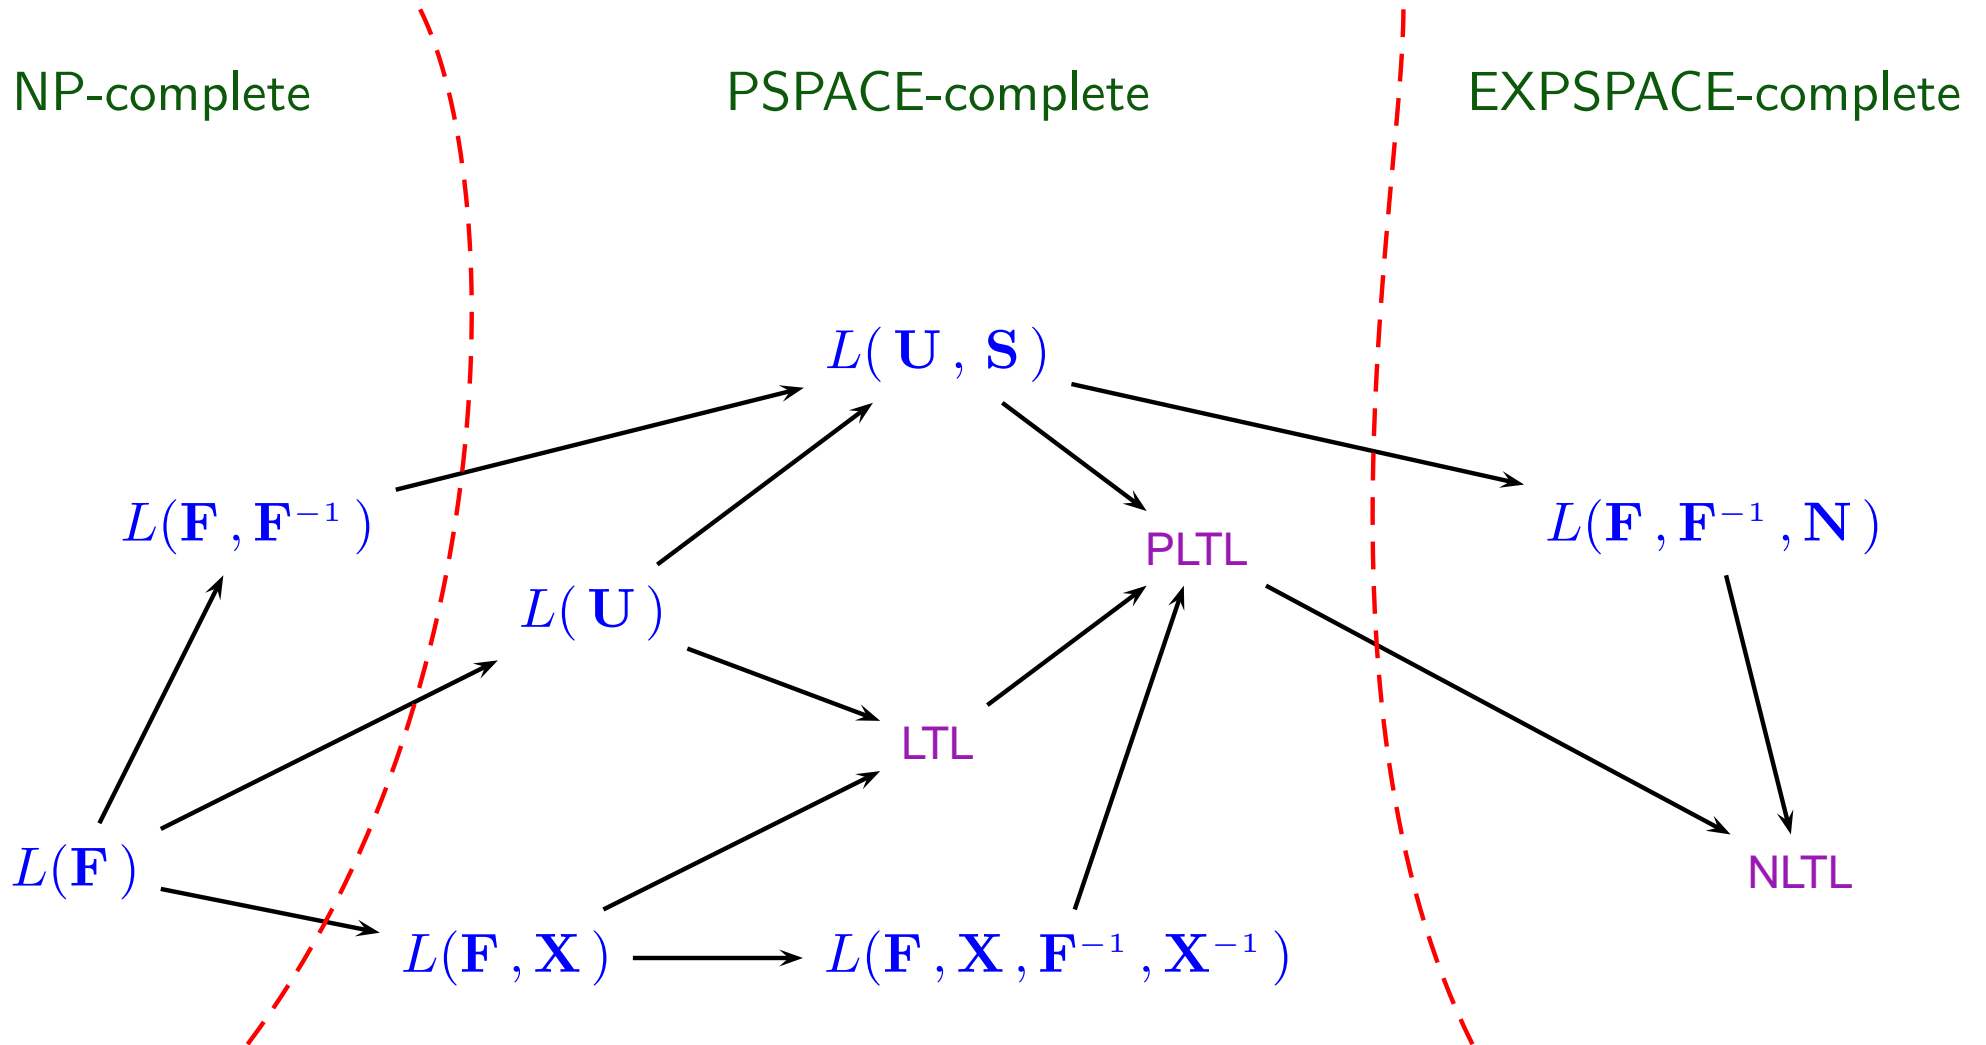 NP-complete PSPACE-complete EXPSPACE-complete
L( U , S )
L(F , F⁻¹ ) L(F , F⁻¹ , N )
PLTL
L( U )
LTL
L(F ) NLTL
L(F , X ) L(F , X , F⁻¹ , X⁻¹ )